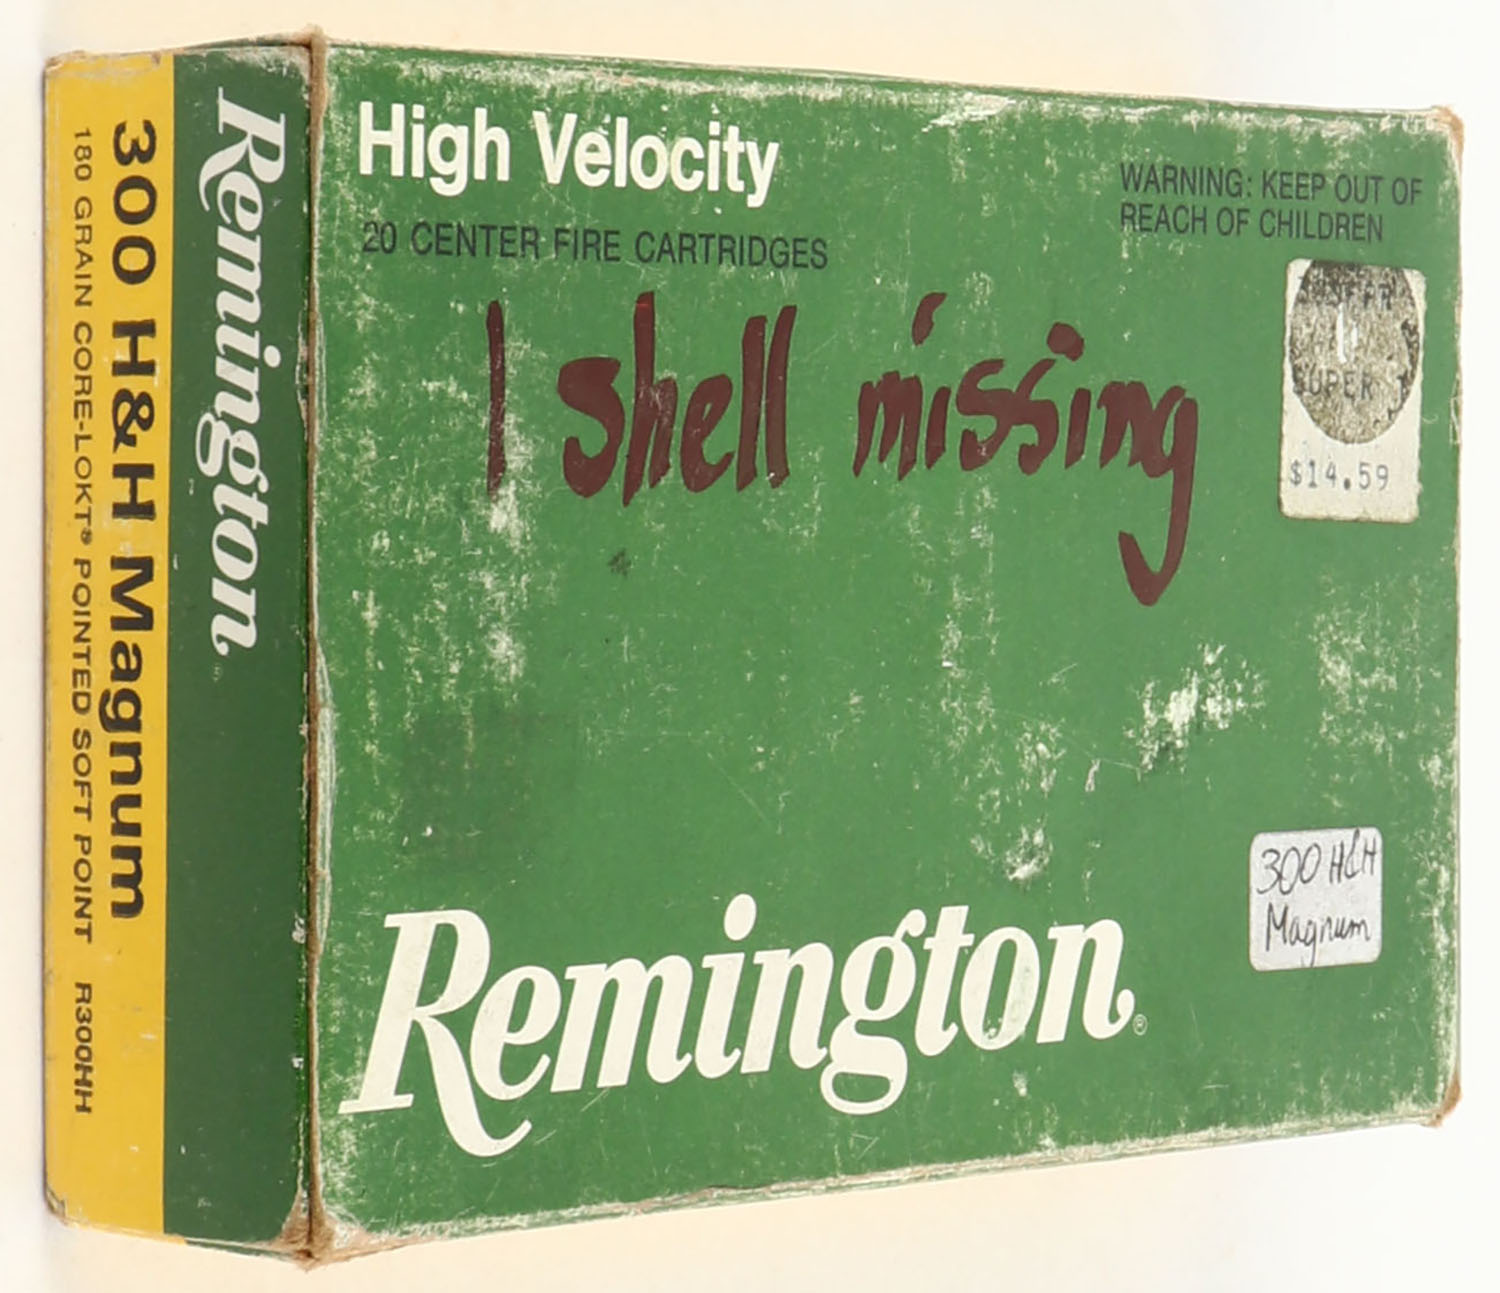 High Velocity
20 CENTER FIRE CARTRIDGES
WARNING: KEEP OUT OF
REACH OF CHILDREN
1 shell missing
SUPER
$14.59
300 H&H
Magnum
Remington®
Remington
300 H&H Magnum
180 GRAIN CORE-LOKT® POINTED SOFT POINT R300HH